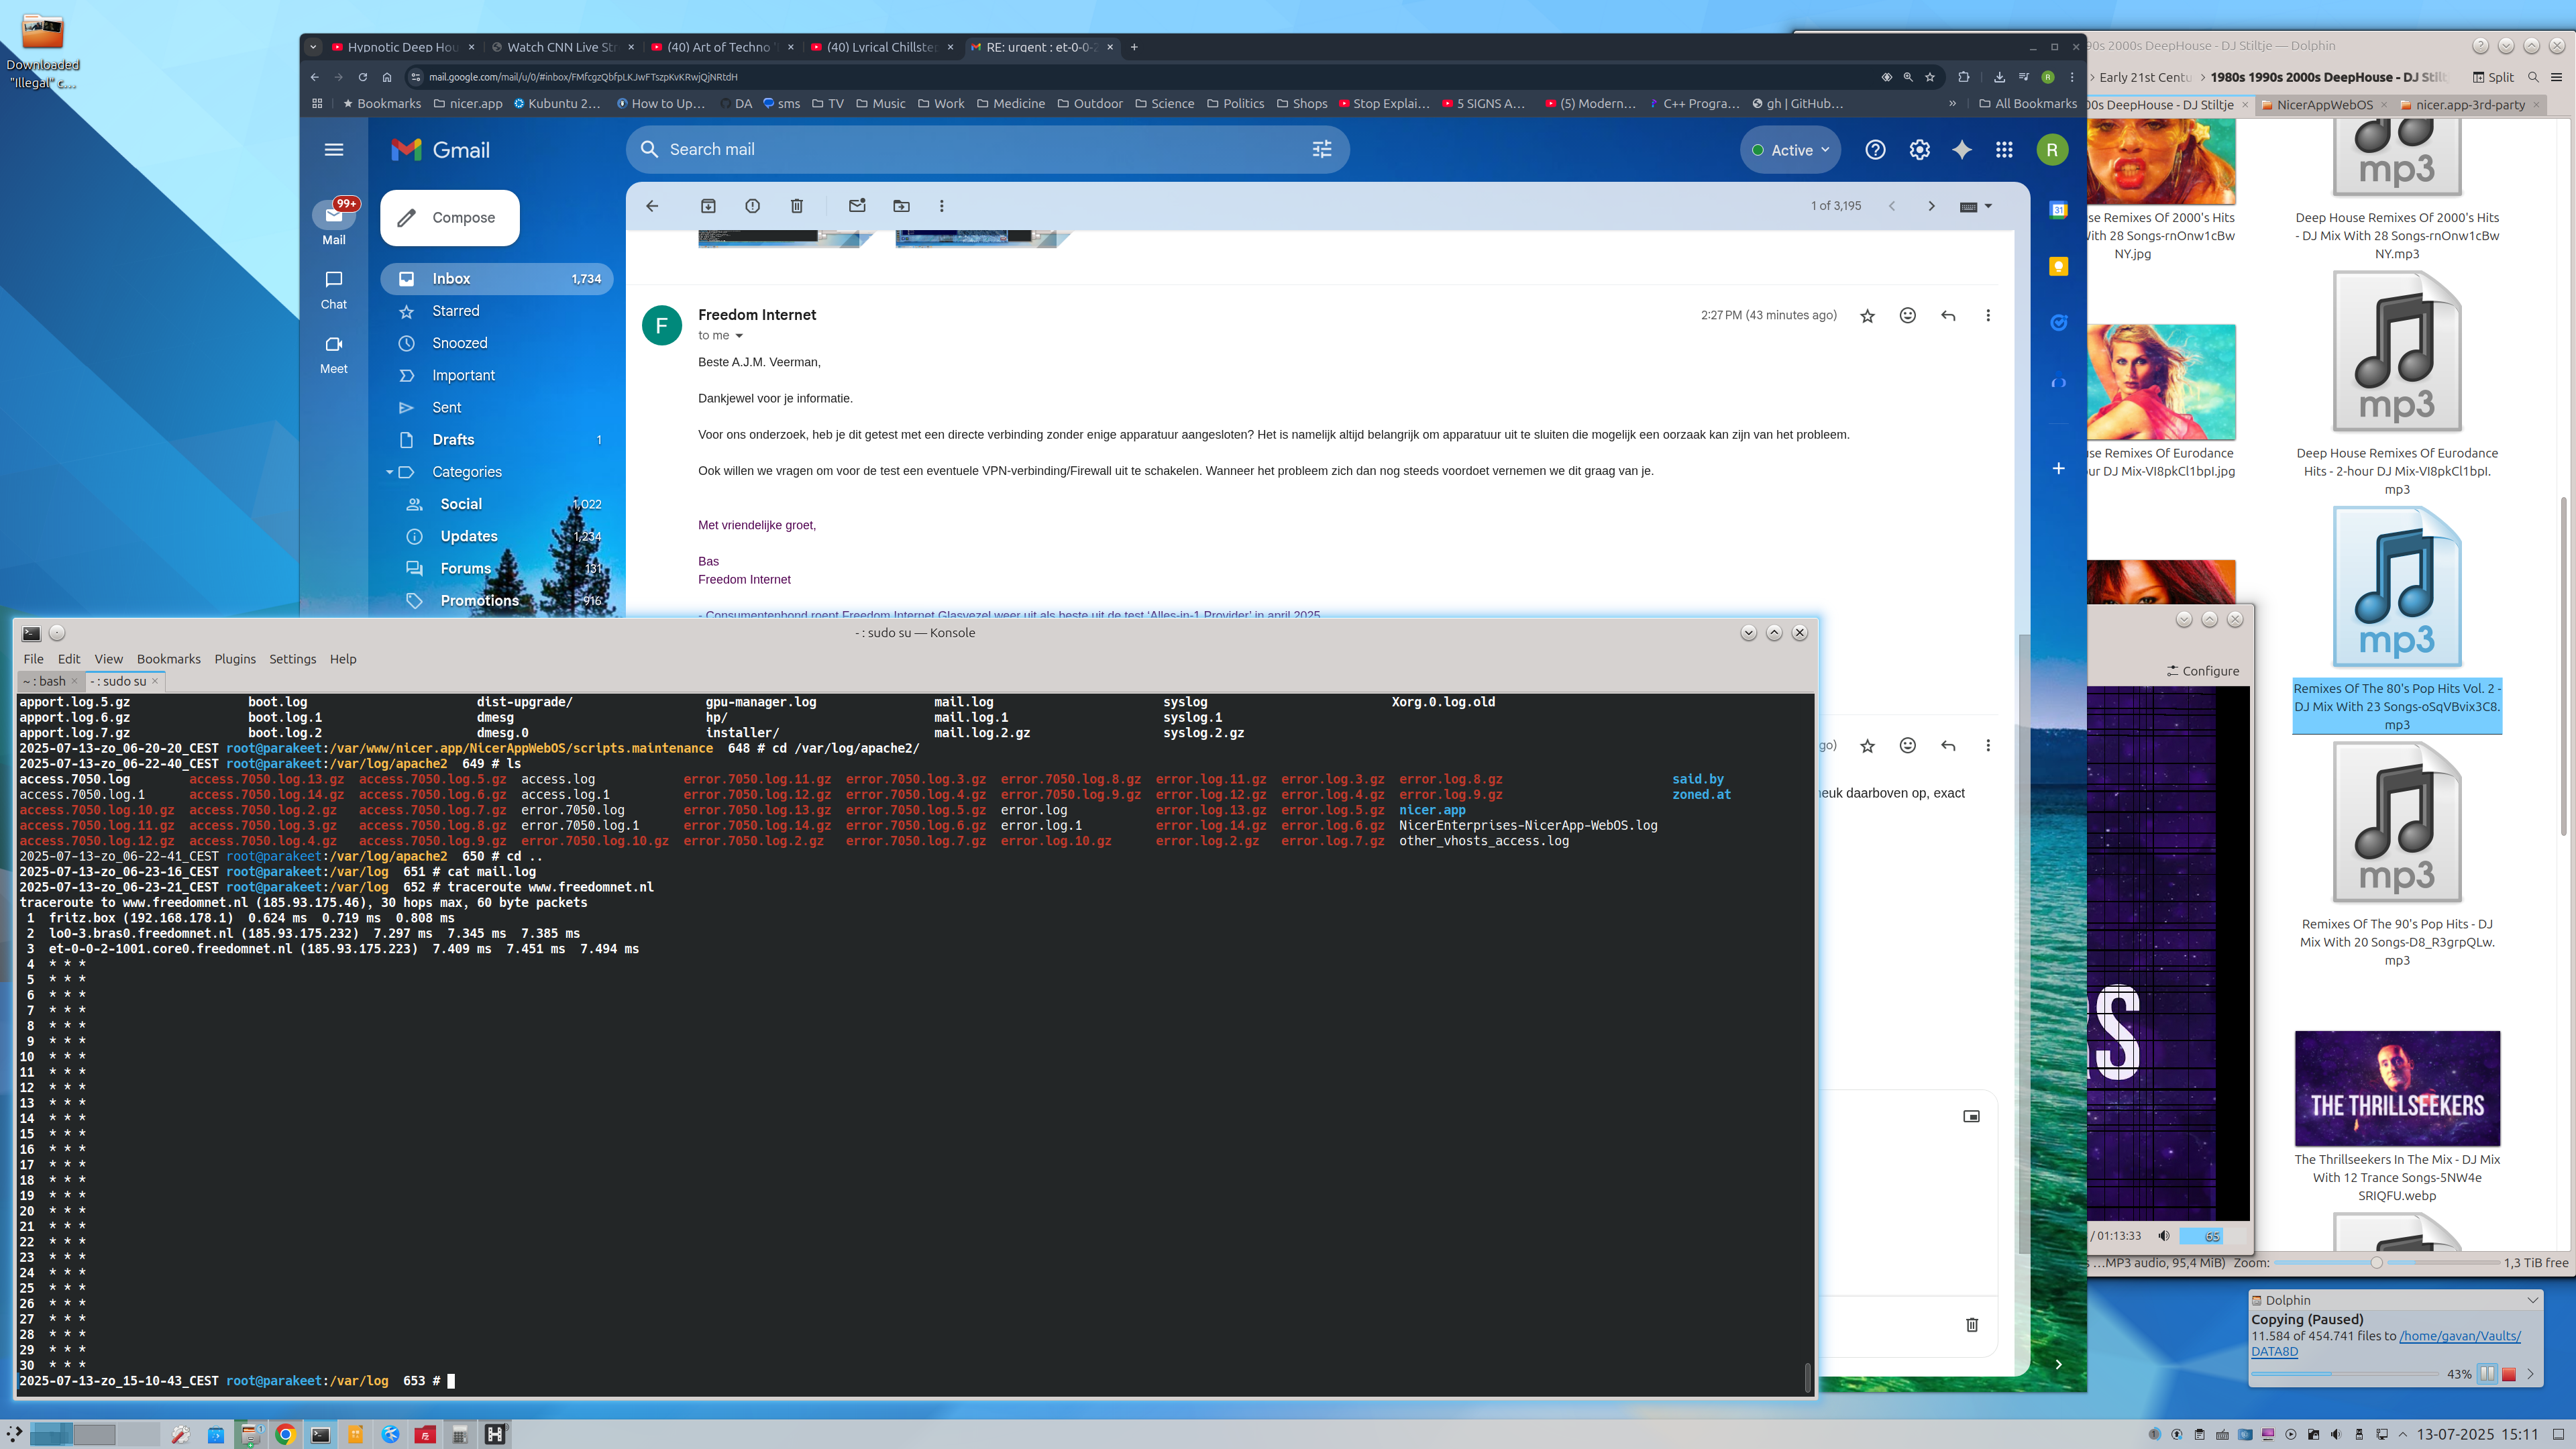 Downloaded
"Illegal" c...
Hypnotic Deep Hou
Watch CNN Live Str
(40) Art of Techno
(40) Lyrical Chillste
RE: urgent : et-0-0-2
mail.google.com/mail/u/0/#inbox/FMfcgzQbfpLKJwFTszpKvKRwjQjNRtdH
Bookmarks
nicer.app
Kubuntu 2...
How to Up...
DA
sms
TV
Music
Work
Medicine
Outdoor
Science
Politics
Shops
Stop Explai...
5 SIGNS A...
(5) Modern...
C++ Progra...
gh | GitHub...
»
All Bookmarks
Gmail
Search mail
Active
R
99+
Mail
Chat
Meet
Compose
Inbox 1,734
Starred
Snoozed
Important
Sent
Drafts 1
Categories
Social 1,022
Updates 1,234
Forums 131
Promotions 916
1 of 3,195
F
Freedom Internet
2:27 PM (43 minutes ago)
to me
Beste A.J.M. Veerman,
Dankjewel voor je informatie.
Voor ons onderzoek, heb je dit getest met een directe verbinding zonder enige apparatuur aangesloten? Het is namelijk altijd belangrijk om apparatuur uit te sluiten die mogelijk een oorzaak kan zijn van het probleem.
Ook willen we vragen om voor de test een eventuele VPN-verbinding/Firewall uit te schakelen. Wanneer het probleem zich dan nog steeds voordoet vernemen we dit graag van je.
Met vriendelijke groet,
Bas
Freedom Internet
- Consumentenbond roept Freedom Internet Glasvezel weer uit als beste uit de test 'Alles-in-1 Provider' in april 2025
ago)
neuk daarboven op, exact
- : sudo su — Konsole
File Edit View Bookmarks Plugins Settings Help
~ : bash
- : sudo su
apport.log.5.gz boot.log dist-upgrade/ gpu-manager.log mail.log syslog Xorg.0.log.old
apport.log.6.gz boot.log.1 dmesg hp/ mail.log.1 syslog.1
apport.log.7.gz boot.log.2 dmesg.0 installer/ mail.log.2.gz syslog.2.gz
2025-07-13-zo_06-20-20_CEST root@parakeet:/var/www/nicer.app/NicerAppWebOS/scripts.maintenance 648 # cd /var/log/apache2/
2025-07-13-zo_06-22-40_CEST root@parakeet:/var/log/apache2 649 # ls
access.7050.log access.7050.log.13.gz access.7050.log.5.gz access.log error.7050.log.11.gz error.7050.log.3.gz error.7050.log.8.gz error.log.11.gz error.log.3.gz error.log.8.gz said.by
access.7050.log.1 access.7050.log.14.gz access.7050.log.6.gz access.log.1 error.7050.log.12.gz error.7050.log.4.gz error.7050.log.9.gz error.log.12.gz error.log.4.gz error.log.9.gz zoned.at
access.7050.log.10.gz access.7050.log.2.gz access.7050.log.7.gz error.7050.log error.7050.log.13.gz error.7050.log.5.gz error.log error.log.13.gz error.log.5.gz nicer.app
access.7050.log.11.gz access.7050.log.3.gz access.7050.log.8.gz error.7050.log.1 error.7050.log.14.gz error.7050.log.6.gz error.log.1 error.log.14.gz error.log.6.gz NicerEnterprises-NicerApp-WebOS.log
access.7050.log.12.gz access.7050.log.4.gz access.7050.log.9.gz error.7050.log.10.gz error.7050.log.2.gz error.7050.log.7.gz error.log.10.gz error.log.2.gz error.log.7.gz other_vhosts_access.log
2025-07-13-zo_06-22-41_CEST root@parakeet:/var/log/apache2 650 # cd ..
2025-07-13-zo_06-23-16_CEST root@parakeet:/var/log 651 # cat mail.log
2025-07-13-zo_06-23-21_CEST root@parakeet:/var/log 652 # traceroute www.freedomnet.nl
traceroute to www.freedomnet.nl (185.93.175.46), 30 hops max, 60 byte packets
1 fritz.box (192.168.178.1) 0.624 ms 0.719 ms 0.808 ms
2 lo0-3.bras0.freedomnet.nl (185.93.175.232) 7.297 ms 7.345 ms 7.385 ms
3 et-0-0-2-1001.core0.freedomnet.nl (185.93.175.223) 7.409 ms 7.451 ms 7.494 ms
4 * * *
5 * * *
6 * * *
7 * * *
8 * * *
9 * * *
10 * * *
11 * * *
12 * * *
13 * * *
14 * * *
15 * * *
16 * * *
17 * * *
18 * * *
19 * * *
20 * * *
21 * * *
22 * * *
23 * * *
24 * * *
25 * * *
26 * * *
27 * * *
28 * * *
29 * * *
30 * * *
2025-07-13-zo_15-10-43_CEST root@parakeet:/var/log 653 #
90s 2000s DeepHouse - DJ Stiltje — Dolphin
Early 21st Centu
1980s 1990s 2000s DeepHouse - DJ Stilt
Split
00s DeepHouse - DJ Stiltje
NicerAppWebOS
nicer.app-3rd-party
mp3
se Remixes Of 2000's Hits
With 28 Songs-rnOnw1cBw
NY.jpg
Deep House Remixes Of 2000's Hits
- DJ Mix With 28 Songs-rnOnw1cBw
NY.mp3
mp3
se Remixes Of Eurodance
ur DJ Mix-VI8pkCl1bpI.jpg
Deep House Remixes Of Eurodance
Hits - 2-hour DJ Mix-VI8pkCl1bpI.
mp3
mp3
Remixes Of The 80's Pop Hits Vol. 2 -
DJ Mix With 23 Songs-oSqVBvix3C8.
mp3
mp3
Remixes Of The 90's Pop Hits - DJ
Mix With 20 Songs-D8_R3grpQLw.
mp3
THE THRILLSEEKERS
The Thrillseekers In The Mix - DJ Mix
With 12 Trance Songs-5NW4e
SRIQFU.webp
Configure
S
/ 01:13:33
65
s ...MP3 audio, 95,4 MiB)
Zoom:
1,3 TiB free
Dolphin
Copying (Paused)
11.584 of 454.741 files to /home/gavan/Vaults/
DATA8D
43%
13-07-2025 15:11